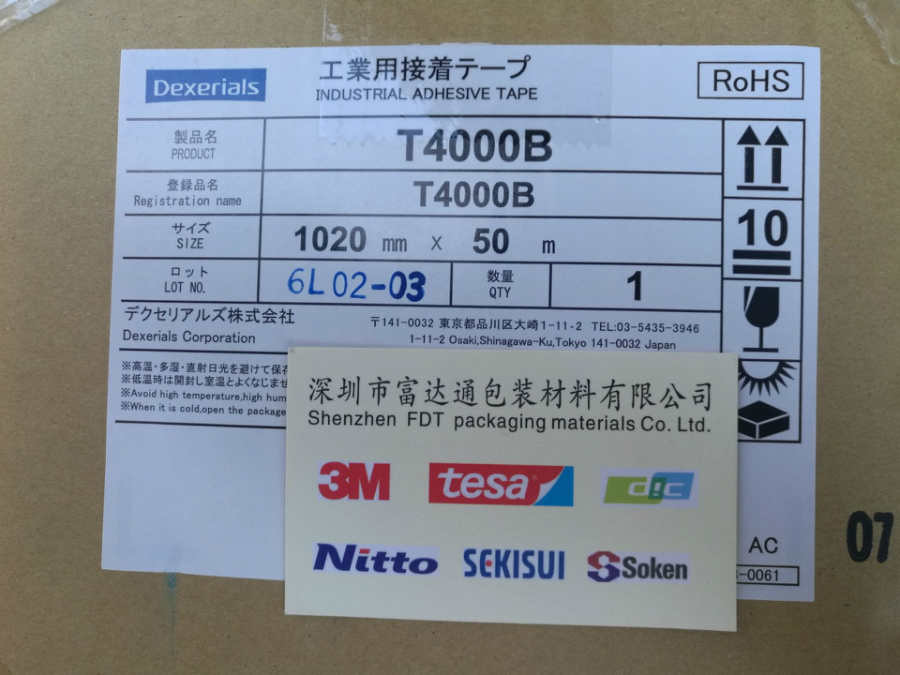 Dexerials
工業用接着テープ
INDUSTRIAL ADHESIVE TAPE
RoHS
製品名
PRODUCT
T4000B
登録品名
Registration name
T4000B
サイズ
SIZE
1020 mm x 50 m
ロット
LOT NO.
6L02-03
数量
QTY
1
10
デクセリアルズ株式会社
Dexerials Corporation
〒141-0032 東京都品川区大崎1-11-2 TEL:03-5435-3946
1-11-2 Osaki,Shinagawa-Ku,Tokyo 141-0032 Japan
※高温・多湿・直射日光を避けて保存
※低温時は開封し室温とよくなじませ
※Avoid high temperature,high hum
※When it is cold,open the package
深圳市富达通包装材料有限公司
Shenzhen FDT packaging materials Co. Ltd.
3M
tesa
dic
Nitto
SEKISUI
Soken
AC
-0061
07